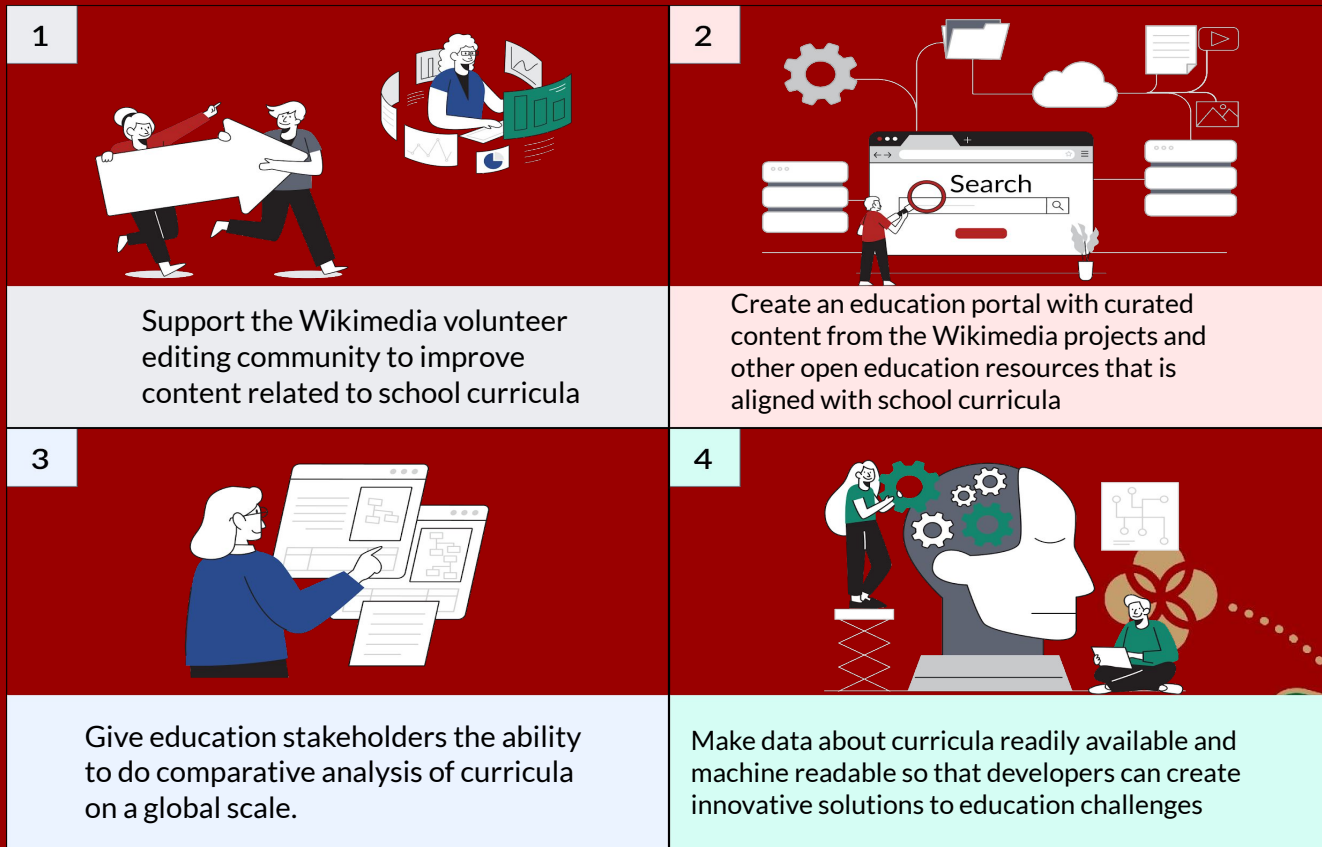 1
Support the Wikimedia volunteer
editing community to improve
content related to school curricula
2
Search
Create an education portal with curated
content from the Wikimedia projects and
other open education resources that is
aligned with school curricula
3
Give education stakeholders the ability
to do comparative analysis of curricula
on a global scale.
4
Make data about curricula readily available and
machine readable so that developers can create
innovative solutions to education challenges